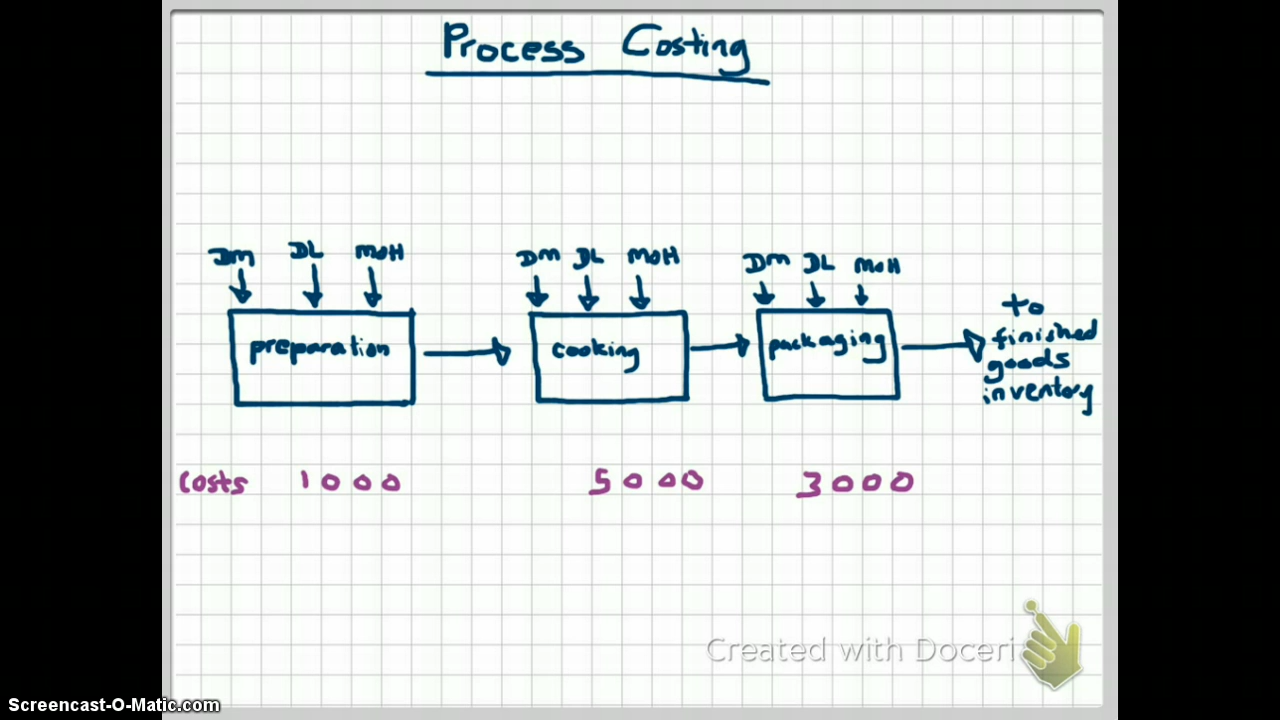 Process Costing
DM DL MOH DM DL MOH DM DL MOH
preparation cooking packaging
to
finished
goods
inventory
Costs 1000 5000 3000
Created with Doceri
Screencast-O-Matic.com